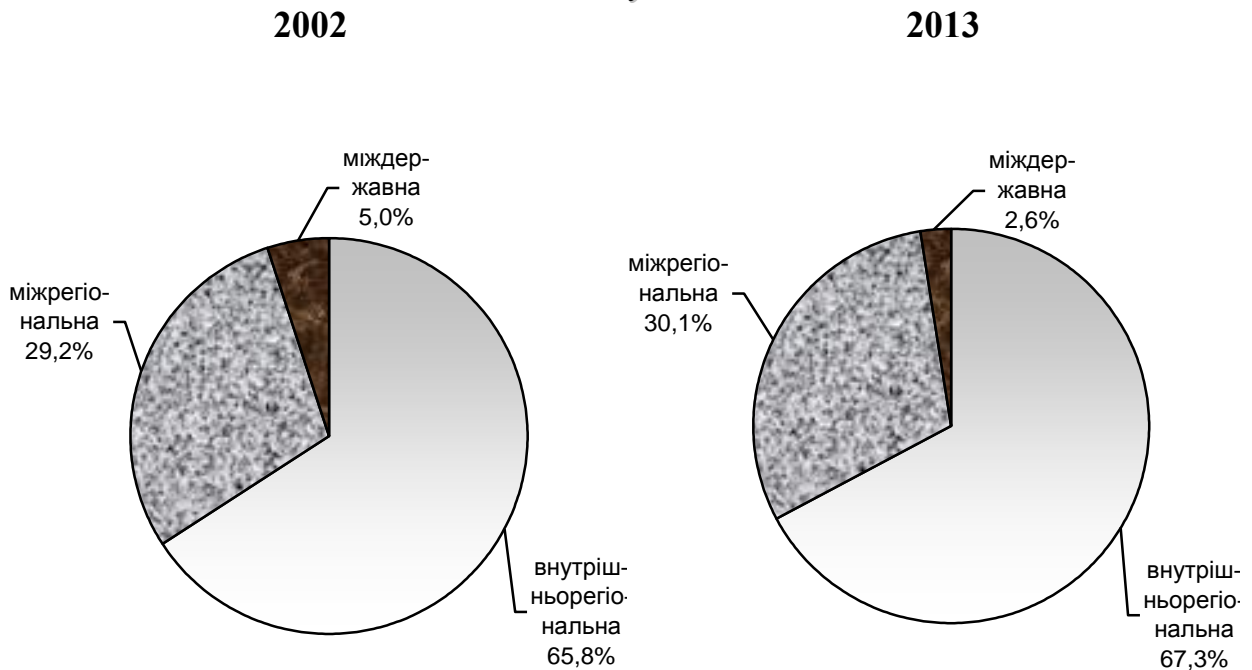 2002
міждер-
жавна
5,0%
міжрегіо-
нальна
29,2%
внутріш-
ньорегіо-
нальна
65,8%
2013
міждер-
жавна
2,6%
міжрегіо-
нальна
30,1%
внутріш-
ньорегіо-
нальна
67,3%